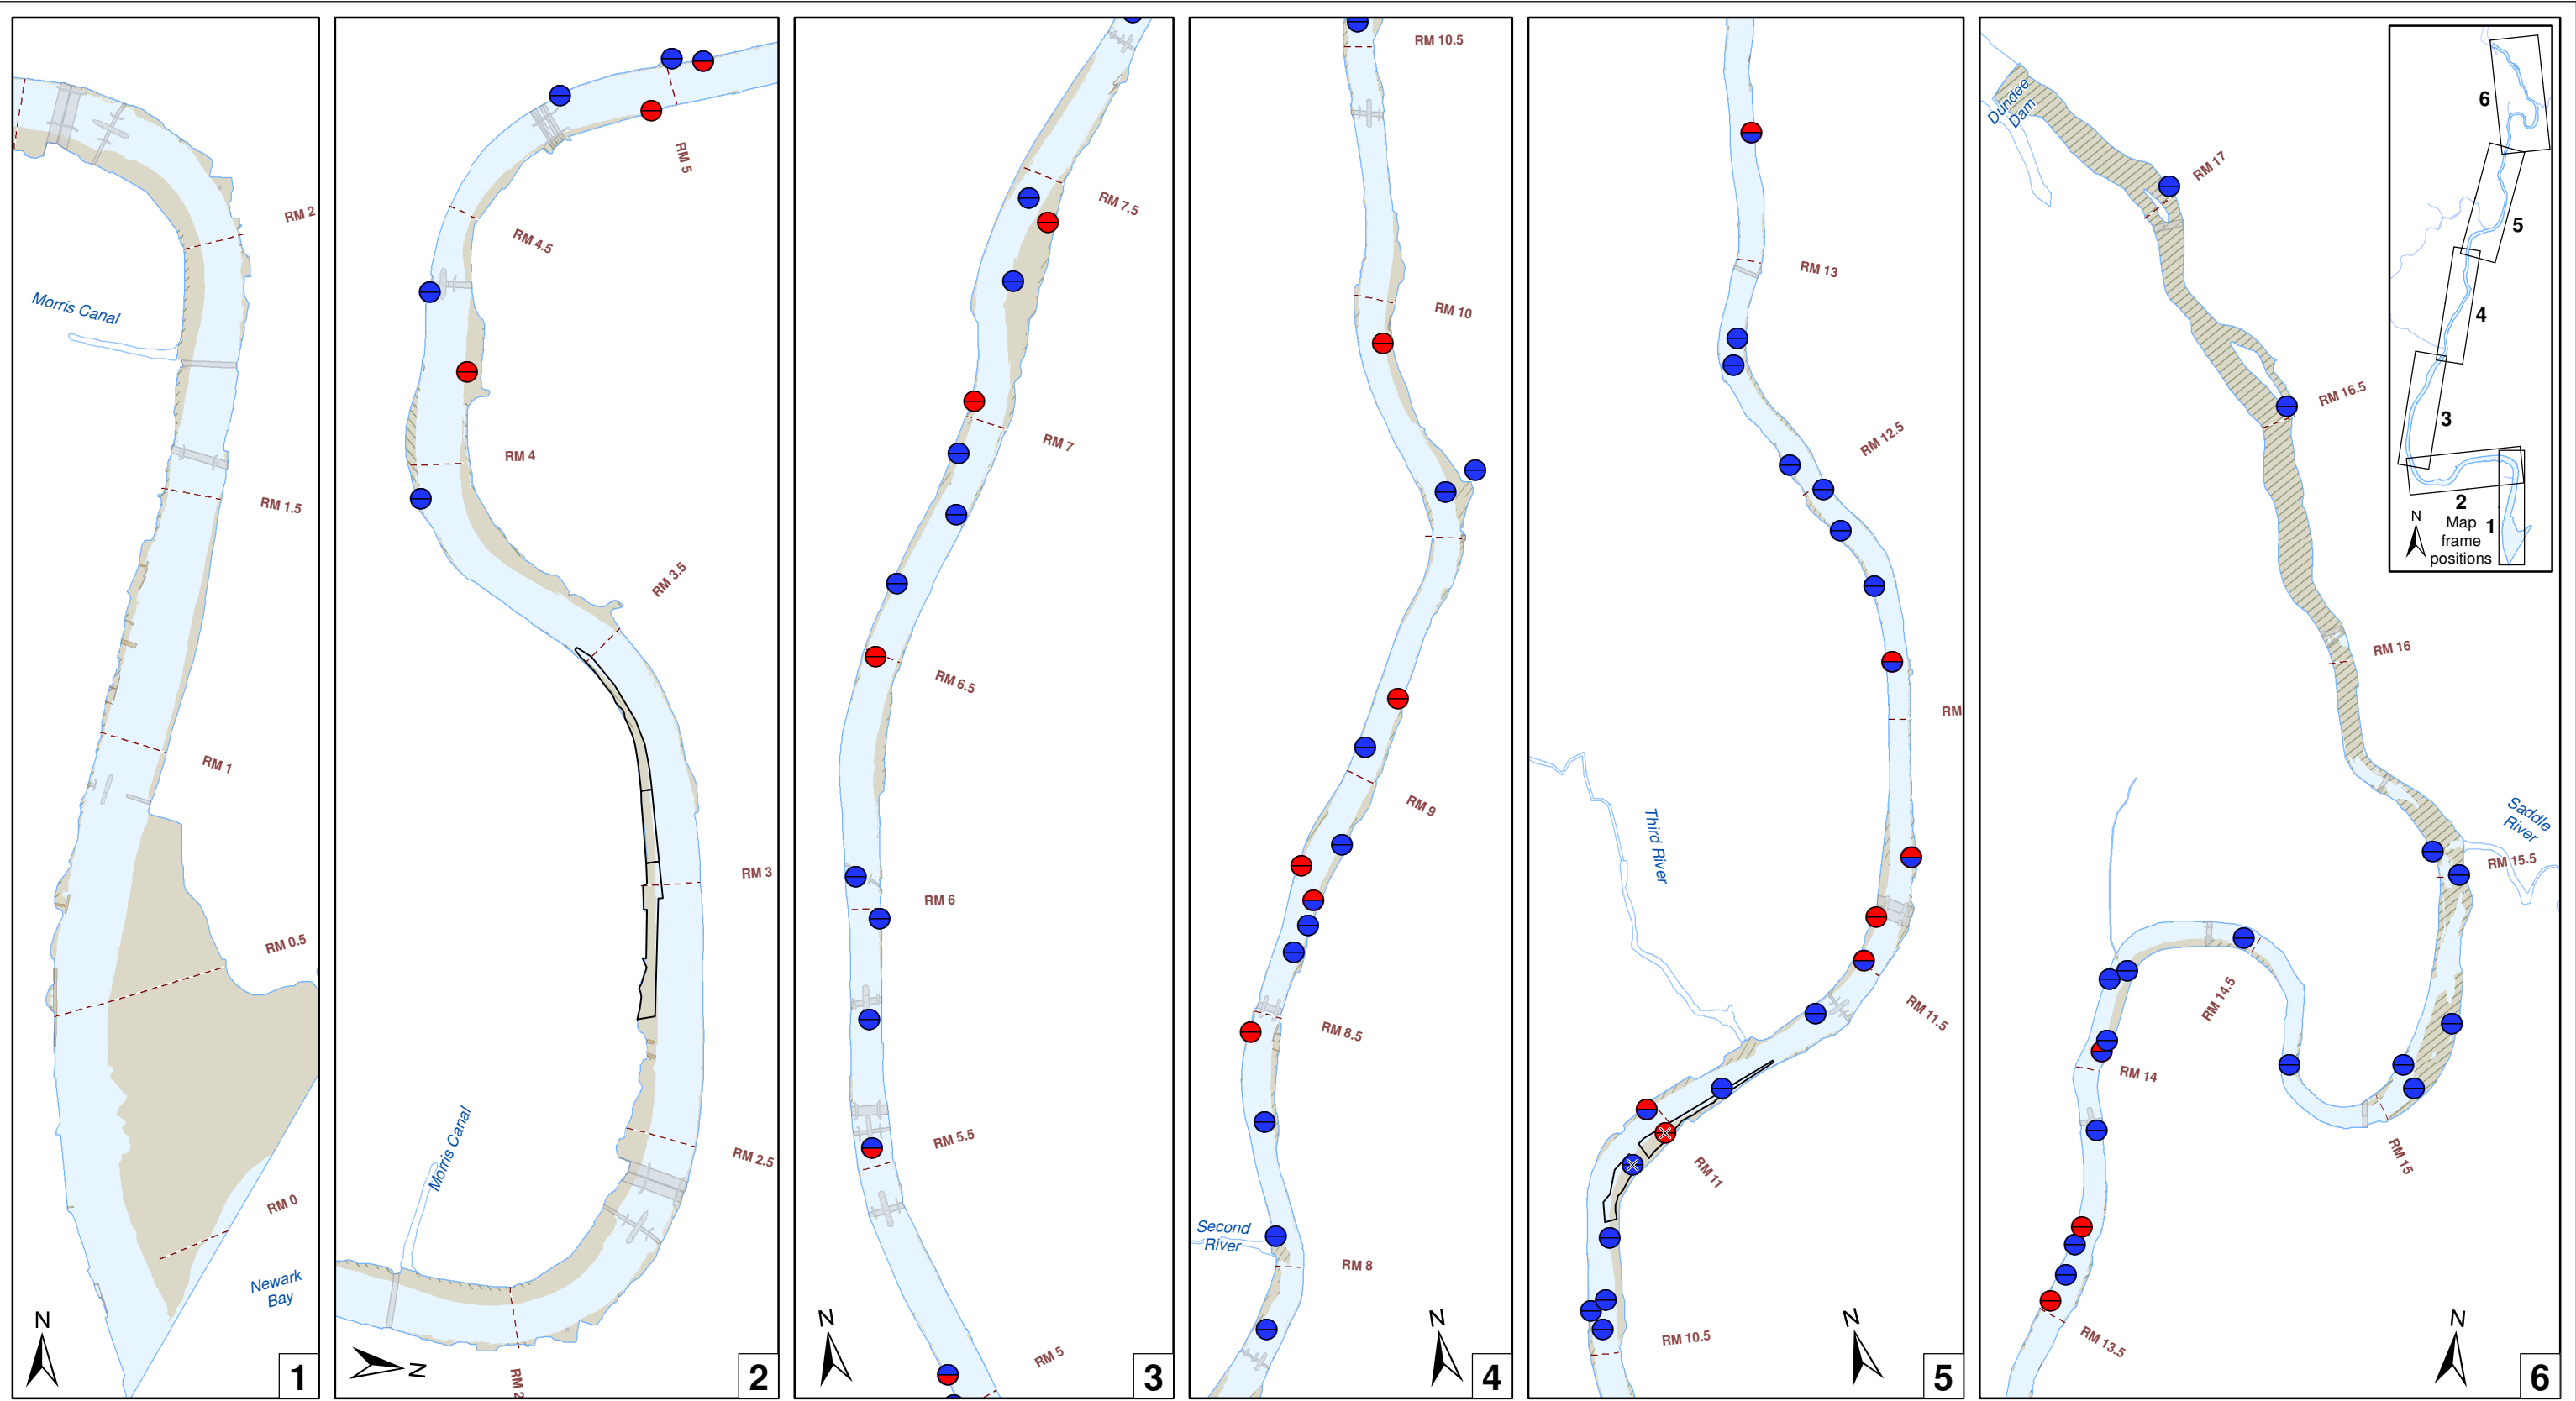 RM 2
Morris Canal
RM 1.5
RM 1
RM 0.5
RM 0
Newark
Bay
N
1
RM 5
RM 4.5
RM 4
RM 3.5
RM 3
RM 2.5
Morris Canal
RM 2
N
2
RM 7.5
RM 7
RM 6.5
RM 6
RM 5.5
RM 5
N
3
RM 10.5
RM 10
RM 9
RM 8.5
Second
River
RM 8
N
4
RM 13
RM 12.5
RM
Third River
RM 11.5
RM 11
RM 10.5
N
5
Dundee
Dam
RM 17
RM 16.5
RM 16
Saddle
River
RM 15.5
RM 14.5
RM 14
RM 15
RM 13.5
N
6
6
5
4
3
2
1
N
Map
frame
positions